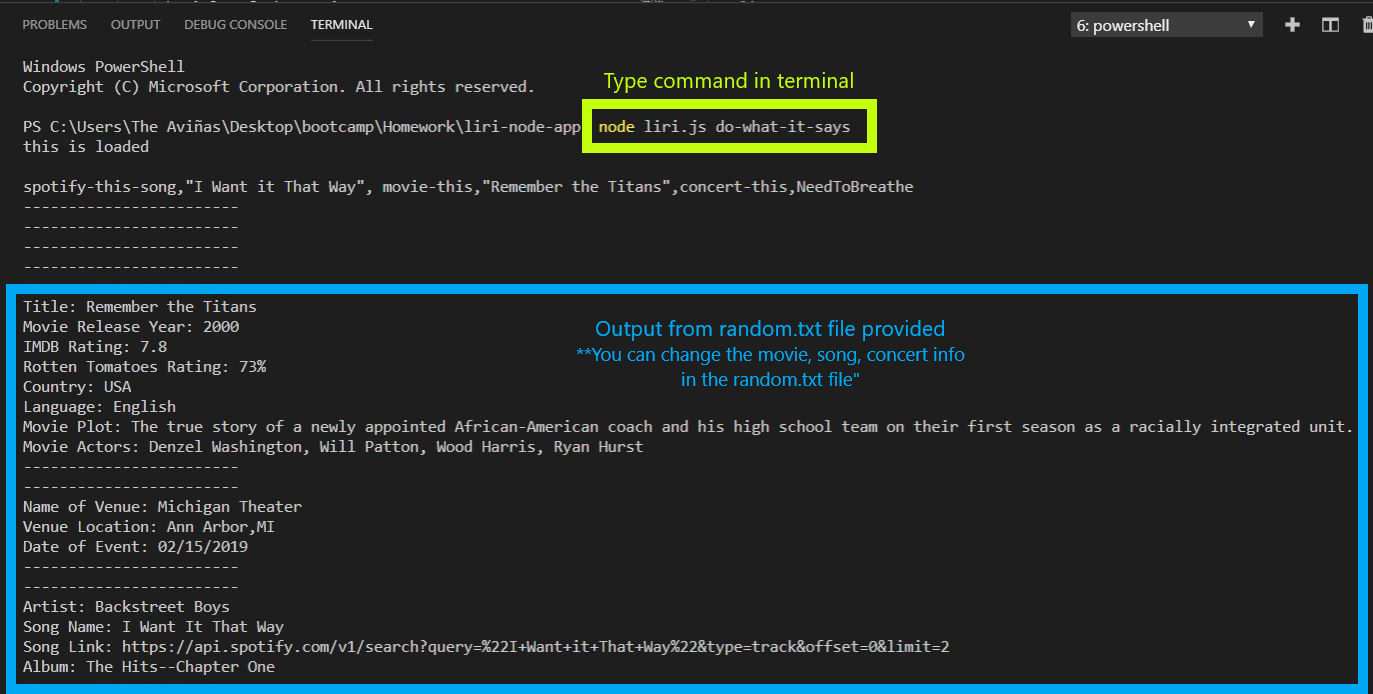 PROBLEMS OUTPUT DEBUG CONSOLE TERMINAL 6: powershell
Windows PowerShell
Copyright (C) Microsoft Corporation. All rights reserved.
Type command in terminal
PS C:\Users\The Aviñas\Desktop\bootcamp\Homework\liri-node-app node liri.js do-what-it-says
this is loaded
spotify-this-song,"I Want it That Way", movie-this,"Remember the Titans",concert-this,NeedToBreathe
------------------------
------------------------
------------------------
------------------------
Title: Remember the Titans
Movie Release Year: 2000
IMDB Rating: 7.8
Rotten Tomatoes Rating: 73%
Country: USA
Language: English
Movie Plot: The true story of a newly appointed African-American coach and his high school team on their first season as a racially integrated unit.
Movie Actors: Denzel Washington, Will Patton, Wood Harris, Ryan Hurst
Output from random.txt file provided
**You can change the movie, song, concert info
in the random.txt file"
------------------------
------------------------
Name of Venue: Michigan Theater
Venue Location: Ann Arbor,MI
Date of Event: 02/15/2019
------------------------
------------------------
Artist: Backstreet Boys
Song Name: I Want It That Way
Song Link: https://api.spotify.com/v1/search?query=%22I+Want+it+That+Way%22&type=track&offset=0&limit=2
Album: The Hits--Chapter One